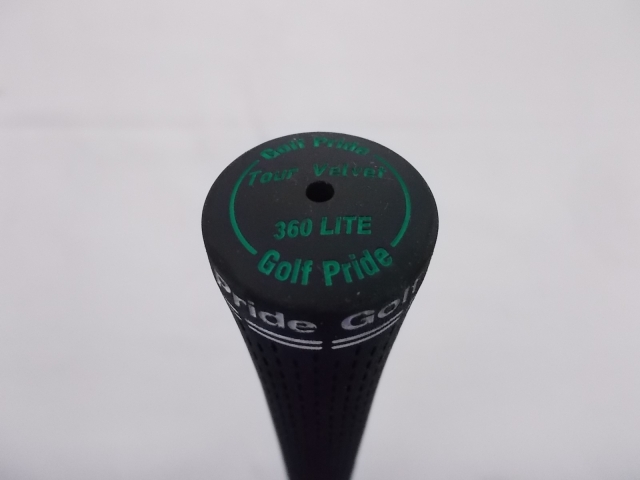 Golf Pride
Tour Velvet
360 LITE
Golf Pride
Pride Golf